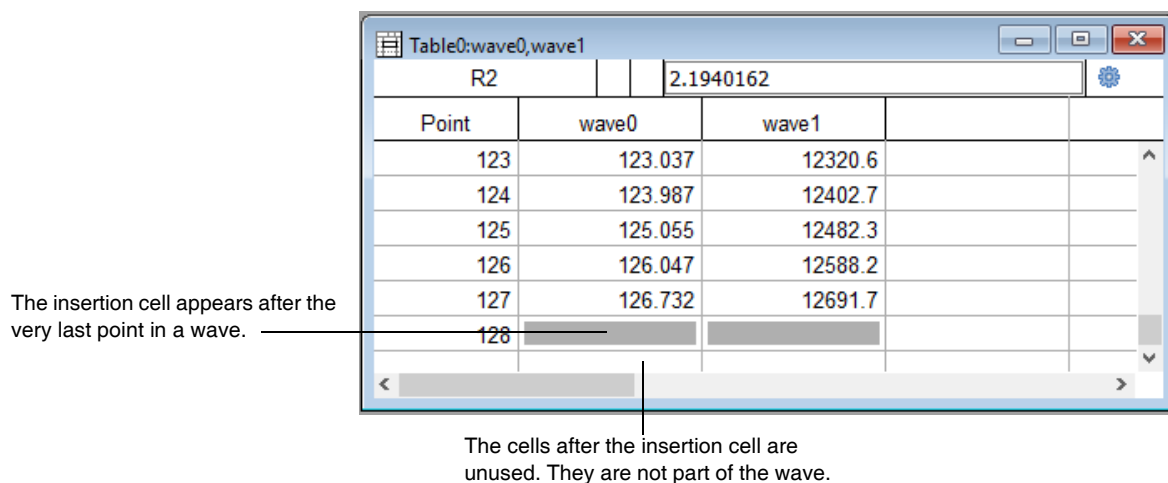 Table0:wave0,wave1
R2 2.1940162
Point wave0 wave1
123 123.037 12320.6
124 123.987 12402.7
125 125.055 12482.3
126 126.047 12588.2
127 126.732 12691.7
128
The insertion cell appears after the
very last point in a wave.
The cells after the insertion cell are
unused. They are not part of the wave.